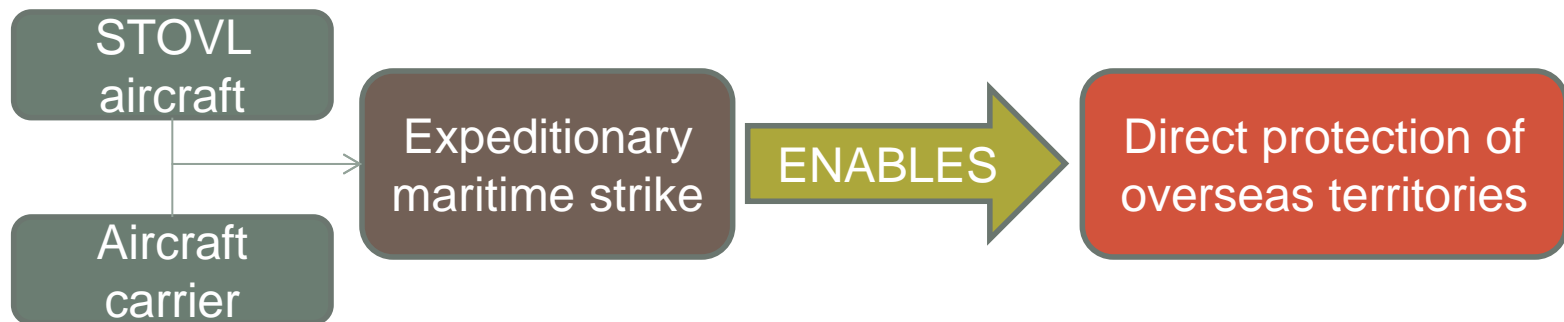 STOVL
aircraft
Aircraft
carrier
Expeditionary
maritime strike
ENABLES
Direct protection of
overseas territories